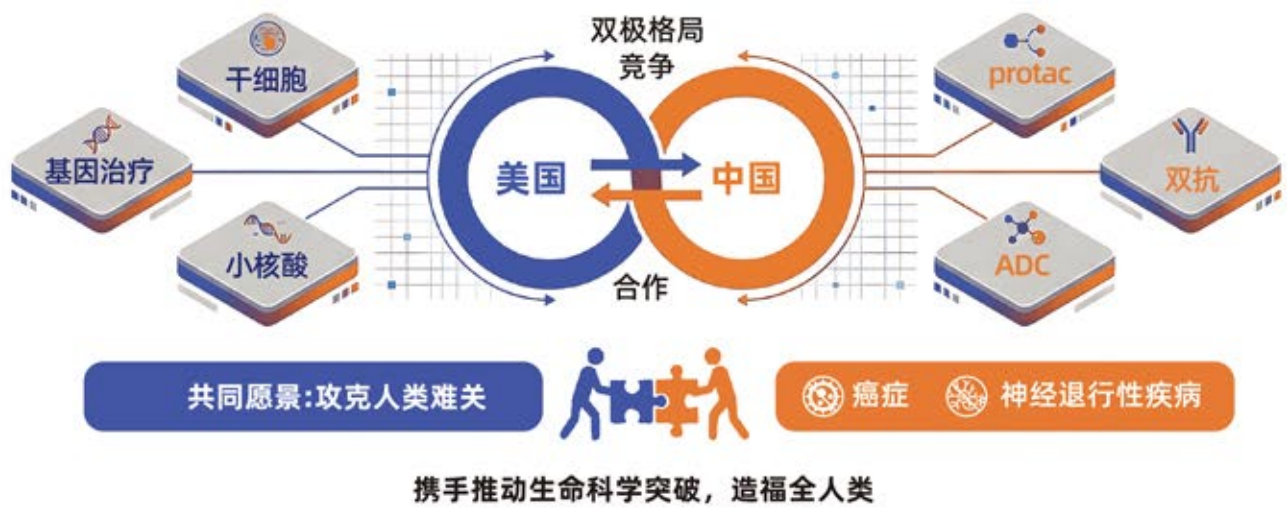 双极格局
竞争
干细胞
基因治疗
小核酸
美国
中国
protac
双抗
ADC
合作
共同愿景:攻克人类难关
癌症
神经退行性疾病
携手推动生命科学突破，造福全人类